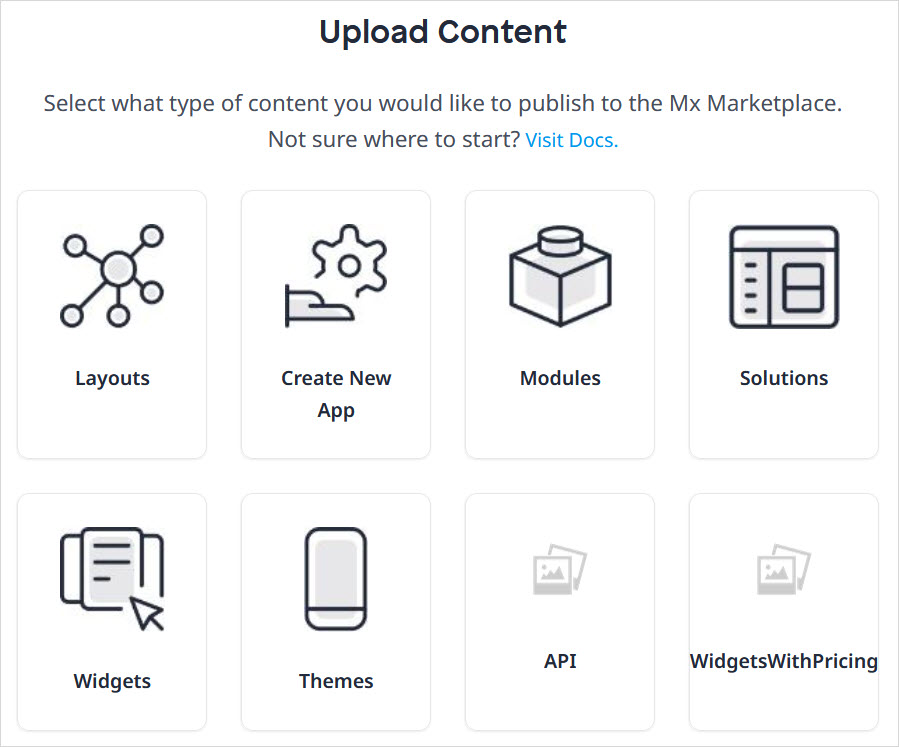 Upload Content
Select what type of content you would like to publish to the Mx Marketplace.
Not sure where to start? Visit Docs.
Layouts
Create New
App
Modules
Solutions
Widgets
Themes
API
WidgetsWithPricing